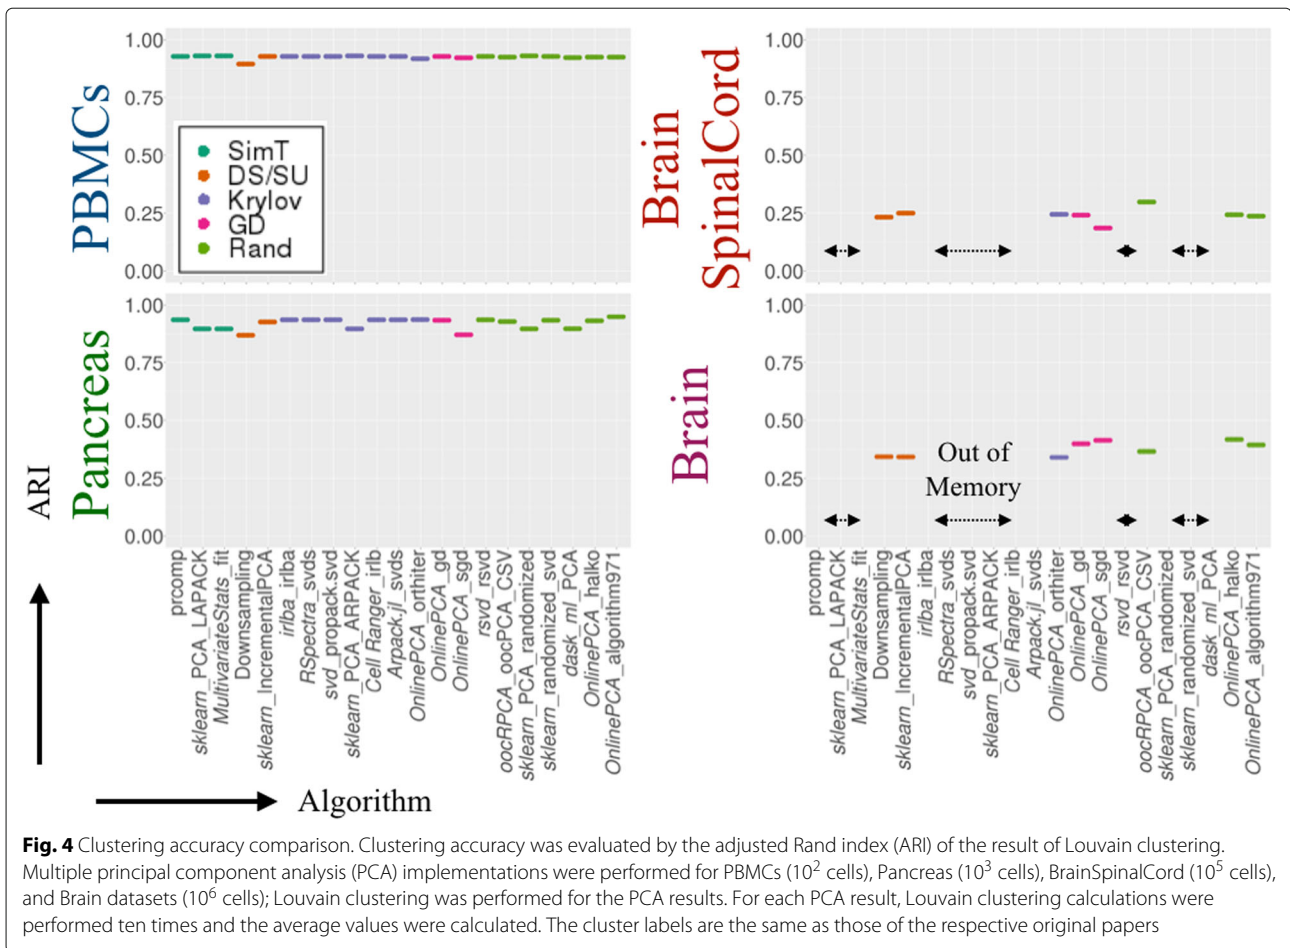 PBMCs
1.00
0.75
0.50
0.25
0.00
SimT
DS/SU
Krylov
GD
Rand
Brain
SpinalCord
1.00
0.75
0.50
0.25
0.00
Pancreas
1.00
0.75
0.50
0.25
0.00
Brain
1.00
0.75
0.50
0.25
0.00
Out of
Memory
ARI
prcomp
sklearn_PCA_LAPACK
MultivariateStats_fit
Downsampling
sklearn_IncrementalPCA
irlba_irlba
RSpectra_svds
svd_propack.svd
sklearn_PCA_ARPACK
Cell Ranger_irlb
Arpack.jl_svds
OnlinePCA_orthiter
OnlinePCA_gd
OnlinePCA_sgd
rsvd_rsvd
oocRPCA_oocPCA_CSV
sklearn_PCA_randomized
sklearn_randomized_svd
dask_ml_PCA
OnlinePCA_halko
OnlinePCA_algorithm971
prcomp
sklearn_PCA_LAPACK
MultivariateStats_fit
Downsampling
sklearn_IncrementalPCA
irlba_irlba
RSpectra_svds
svd_propack.svd
sklearn_PCA_ARPACK
Cell Ranger_irlb
Arpack.jl_svds
OnlinePCA_orthiter
OnlinePCA_gd
OnlinePCA_sgd
rsvd_rsvd
oocRPCA_oocPCA_CSV
sklearn_PCA_randomized
sklearn_randomized_svd
dask_ml_PCA
OnlinePCA_halko
OnlinePCA_algorithm971
Algorithm
Fig. 4 Clustering accuracy comparison. Clustering accuracy was evaluated by the adjusted Rand index (ARI) of the result of Louvain clustering.
Multiple principal component analysis (PCA) implementations were performed for PBMCs (10² cells), Pancreas (10³ cells), BrainSpinalCord (10⁵ cells),
and Brain datasets (10⁶ cells); Louvain clustering was performed for the PCA results. For each PCA result, Louvain clustering calculations were
performed ten times and the average values were calculated. The cluster labels are the same as those of the respective original papers